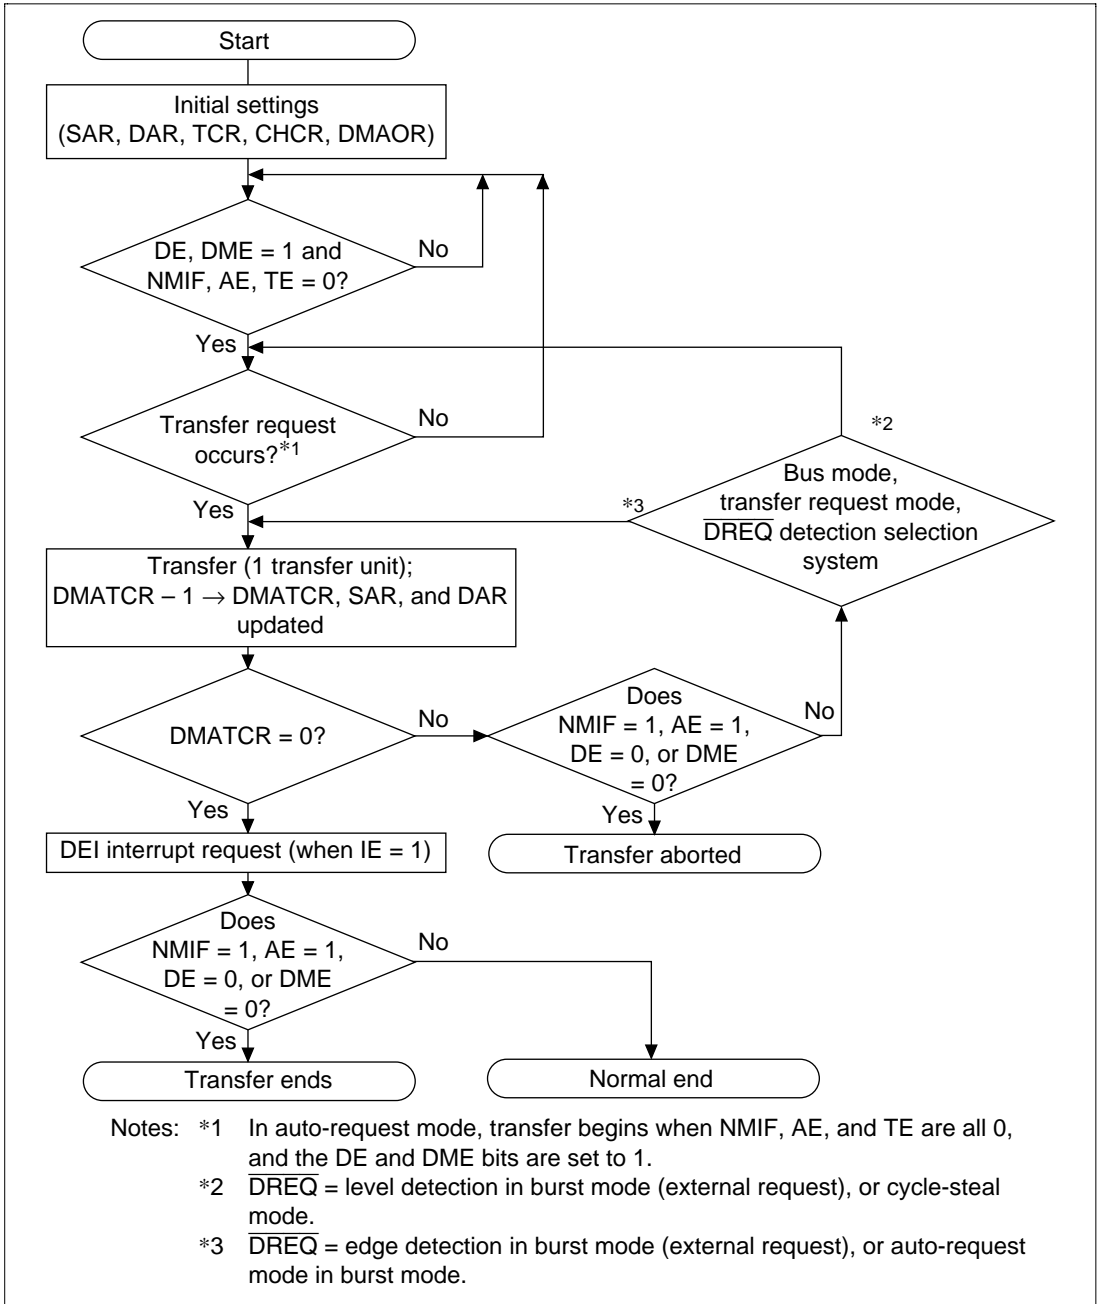 Start
Initial settings
(SAR, DAR, TCR, CHCR, DMAOR)
DE, DME = 1 and
NMIF, AE, TE = 0?
No
Yes
Transfer request
occurs?*1
No
Yes
*2
Bus mode,
transfer request mode,
D̅R̅E̅Q̅ detection selection
system
*3
Transfer (1 transfer unit);
DMATCR – 1 → DMATCR, SAR, and DAR
updated
DMATCR = 0?
No
Does
NMIF = 1, AE = 1,
DE = 0, or DME
= 0?
No
Yes
Yes
DEI interrupt request (when IE = 1)
Transfer aborted
Does
NMIF = 1, AE = 1,
DE = 0, or DME
= 0?
No
Yes
Transfer ends
Normal end
Notes: *1 In auto-request mode, transfer begins when NMIF, AE, and TE are all 0,
and the DE and DME bits are set to 1.
*2 D̅R̅E̅Q̅ = level detection in burst mode (external request), or cycle-steal
mode.
*3 D̅R̅E̅Q̅ = edge detection in burst mode (external request), or auto-request
mode in burst mode.